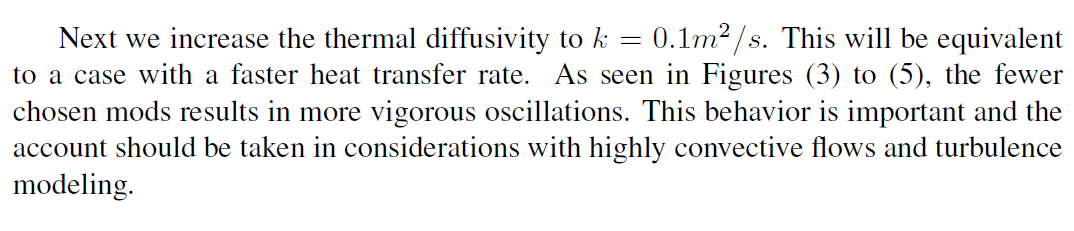 Next we increase the thermal diffusivity to k = 0.1m²/s. This will be equivalent
to a case with a faster heat transfer rate. As seen in Figures (3) to (5), the fewer
chosen mods results in more vigorous oscillations. This behavior is important and the
account should be taken in considerations with highly convective flows and turbulence
modeling.